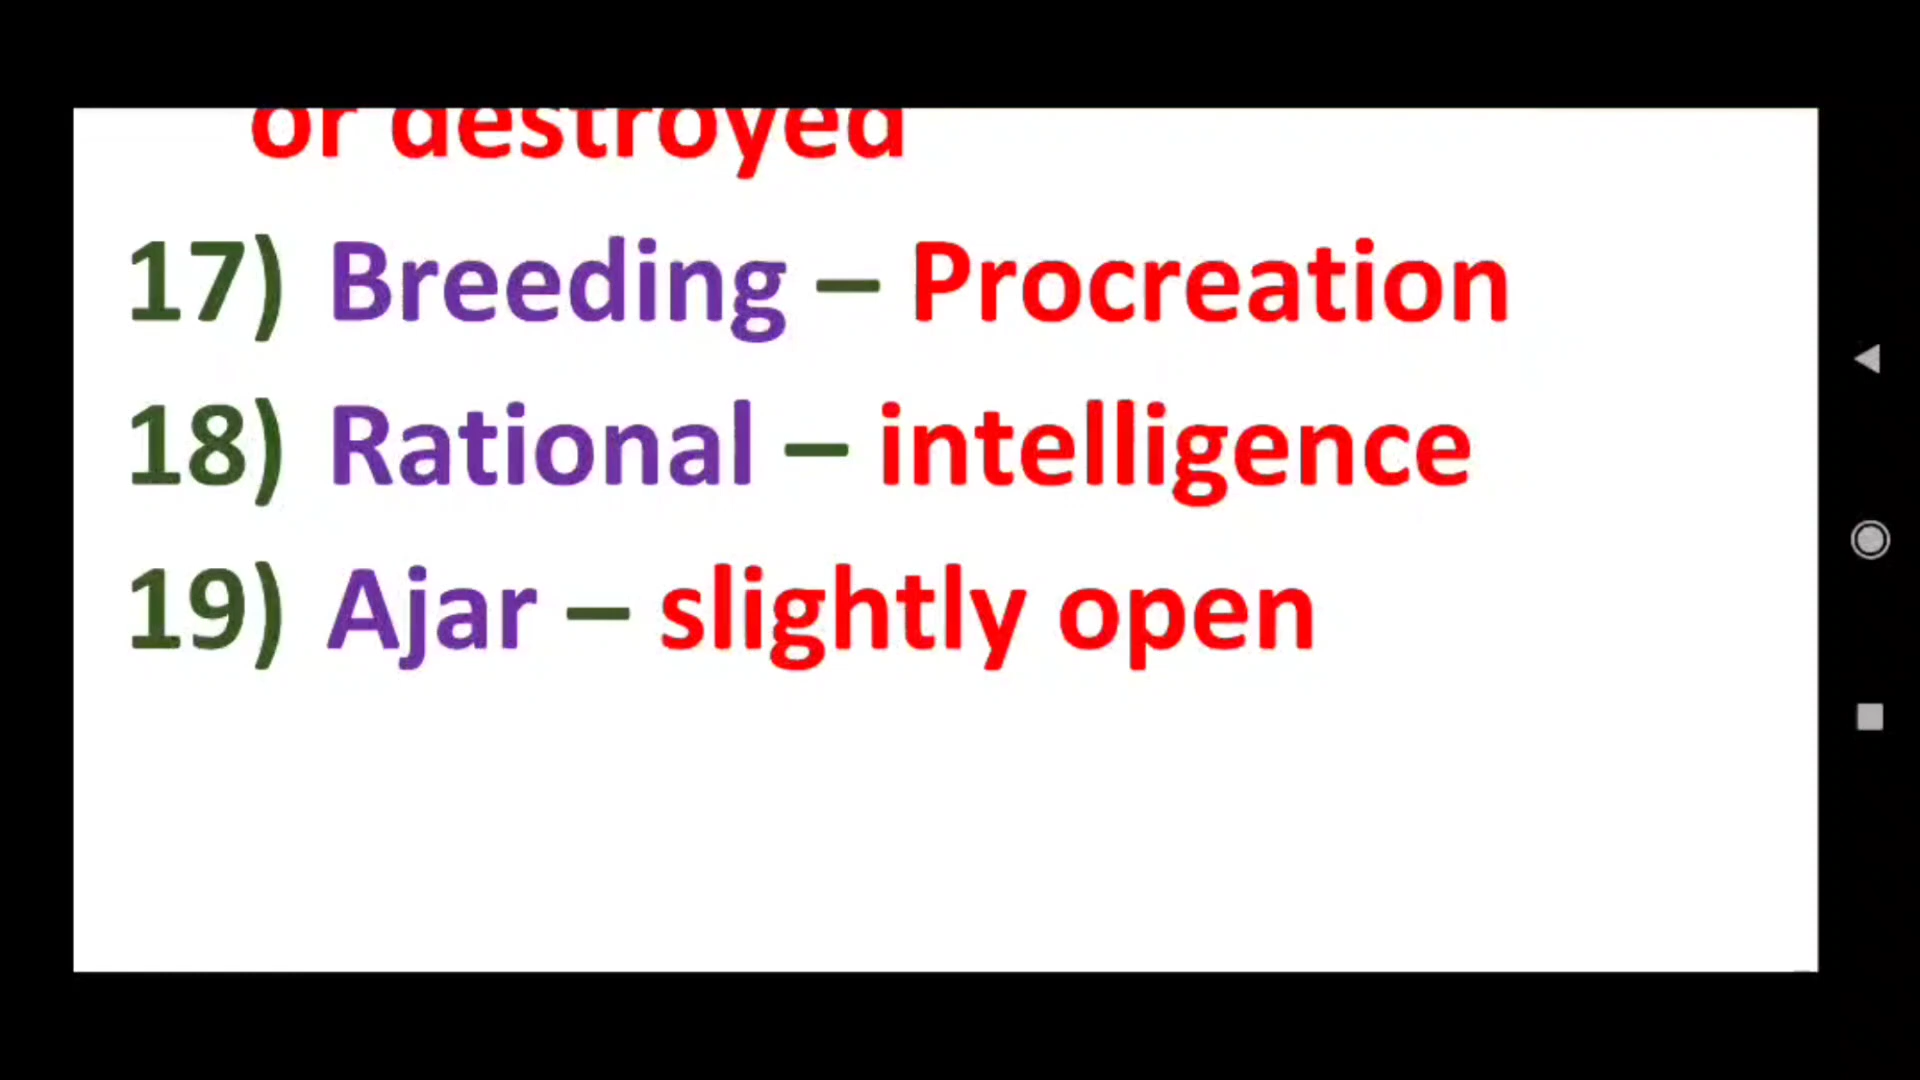 or destroyed
17) Breeding – Procreation
18) Rational – intelligence
19) Ajar – slightly open